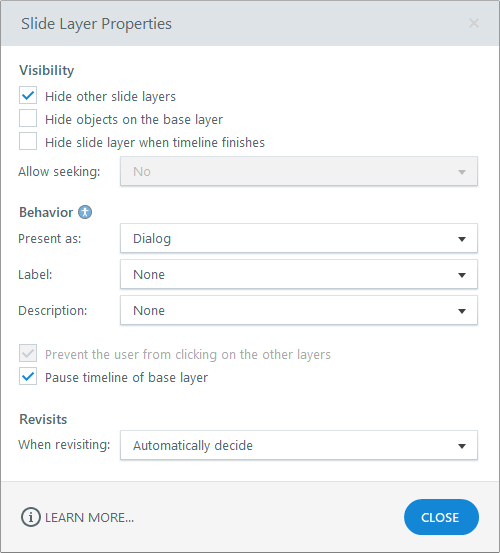 Slide Layer Properties
Visibility
Hide other slide layers
Hide objects on the base layer
Hide slide layer when timeline finishes
Allow seeking: No
Behavior
Present as: Dialog
Label: None
Description: None
Prevent the user from clicking on the other layers
Pause timeline of base layer
Revisits
When revisiting: Automatically decide
LEARN MORE... CLOSE